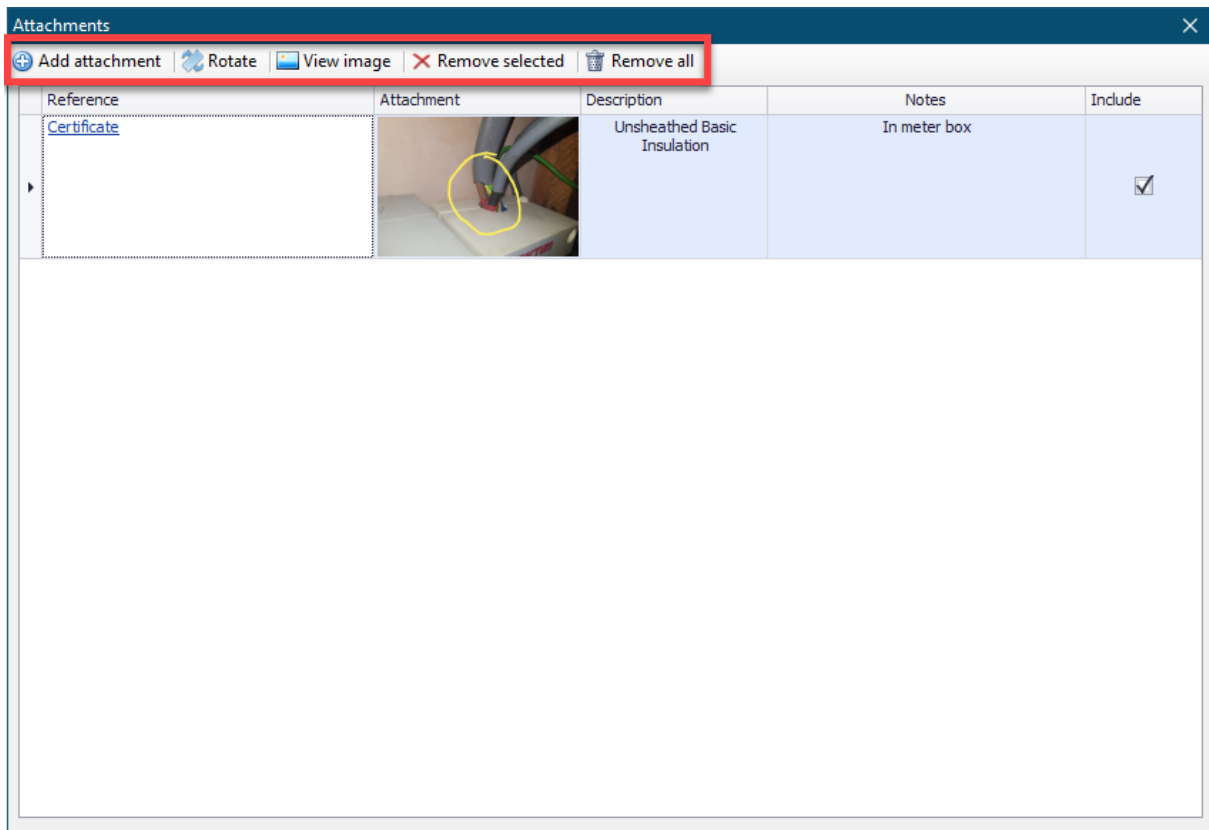 Attachments
Add attachment Rotate View image Remove selected Remove all
Reference Attachment Description Notes Include
Certificate Unsheathed Basic In meter box
Insulation